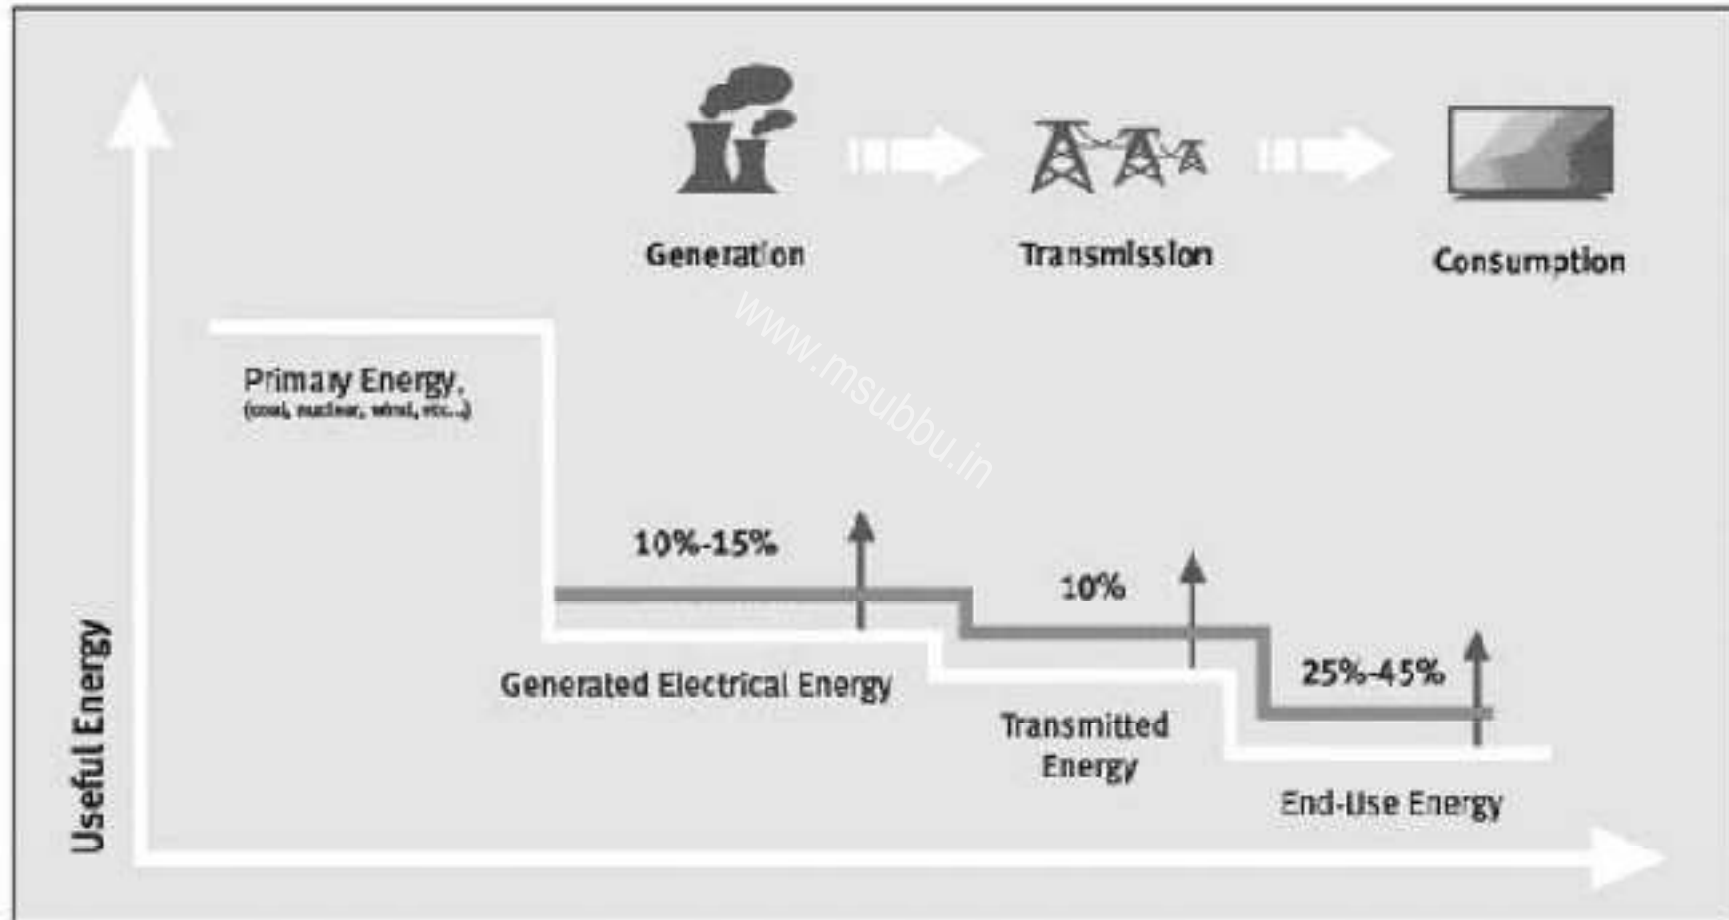 Generation
Transmission
Consumption
www.msubbu.in
Primary Energy,
(coal, nuclear, wind, etc...)
10%-15%
10%
25%-45%
Generated Electrical Energy
Transmitted
Energy
End-Use Energy
Useful Energy